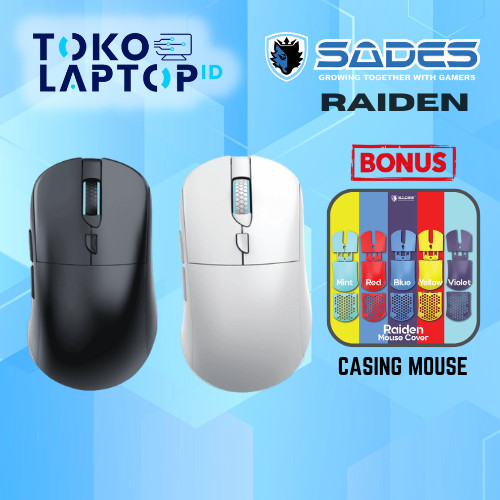 TOKO
LAPTOP ID
SADES
GROWING TOGETHER WITH GAMERS
RAIDEN
BONUS
SADES
Mint
Red
Blue
Yellow
Violet
Raiden
Mouse Cover
CASING MOUSE